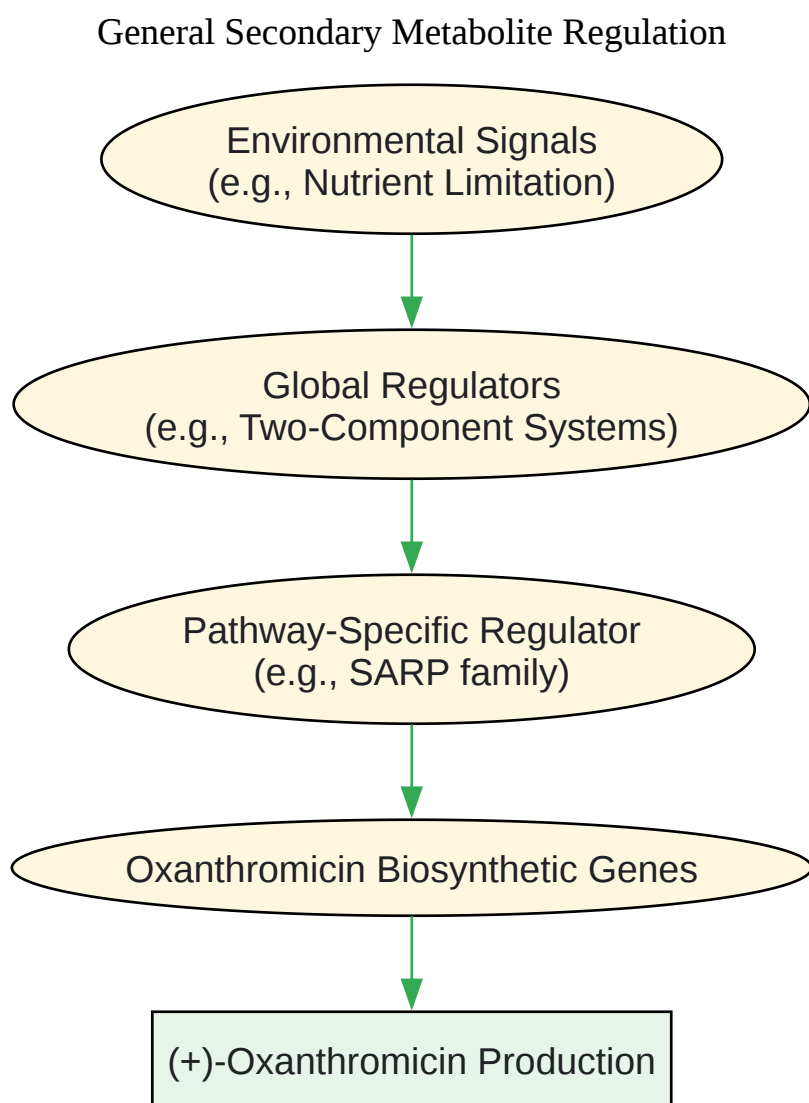 General Secondary Metabolite Regulation
Environmental Signals
(e.g., Nutrient Limitation)
Global Regulators
(e.g., Two-Component Systems)
Pathway-Specific Regulator
(e.g., SARP family)
Oxanthromicin Biosynthetic Genes
(+)-Oxanthromicin Production